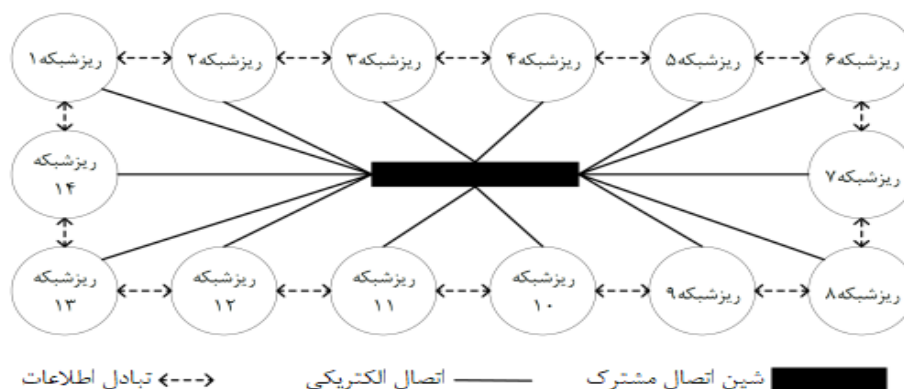 ریزشبکه۱
ریزشبکه۲
ریزشبکه۳
ریزشبکه۴
ریزشبکه۵
ریزشبکه۶
ریزشبکه
۱۴
ریزشبکه۷
ریزشبکه
۱۳
ریزشبکه
۱۲
ریزشبکه
۱۱
ریزشبکه
۱۰
ریزشبکه۹
ریزشبکه۸
شین اتصال مشترک
اتصال الکتریکی
تبادل اطلاعات